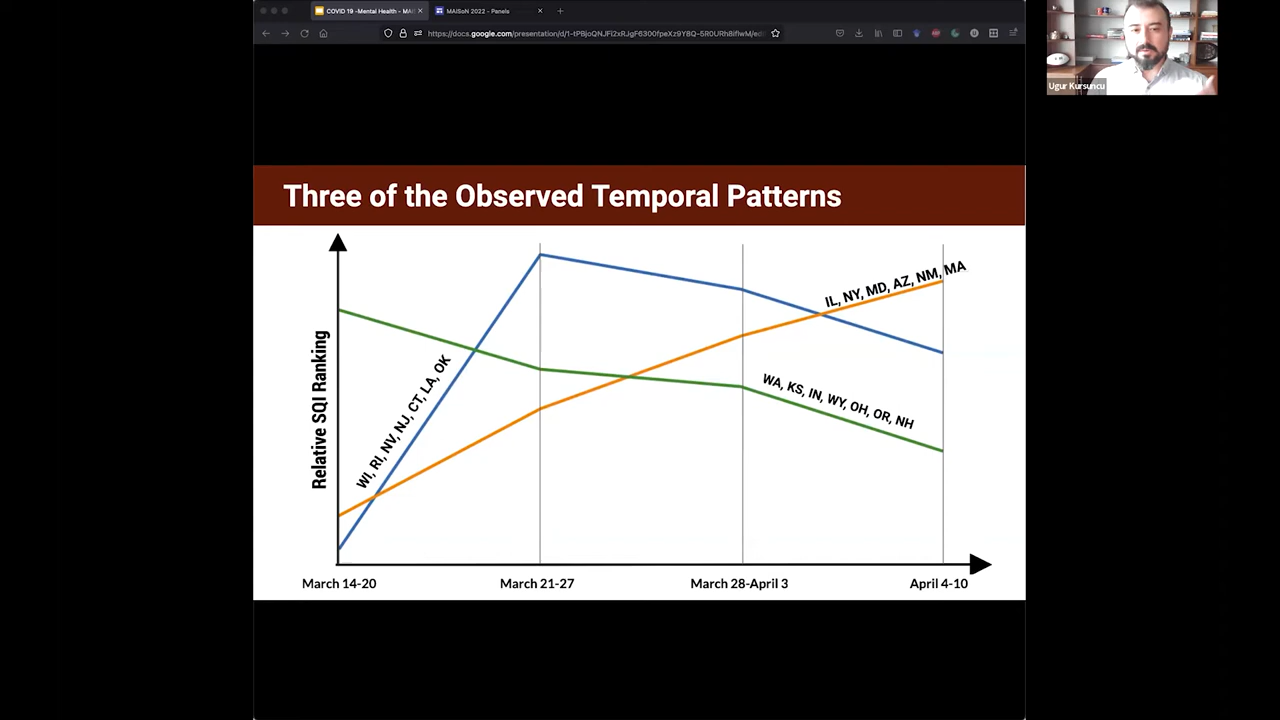 COVID 19 -Mental Health - MAI
MAISoN 2022 - Panels
Ugur Kursuncu
Three of the Observed Temporal Patterns
Relative SQI Ranking
WI, RI, NV, NJ, CT, LA, OK
IL, NY, MD, AZ, NM, MA
WA, KS, IN, WY, OH, OR, NH
March 14-20
March 21-27
March 28-April 3
April 4-10